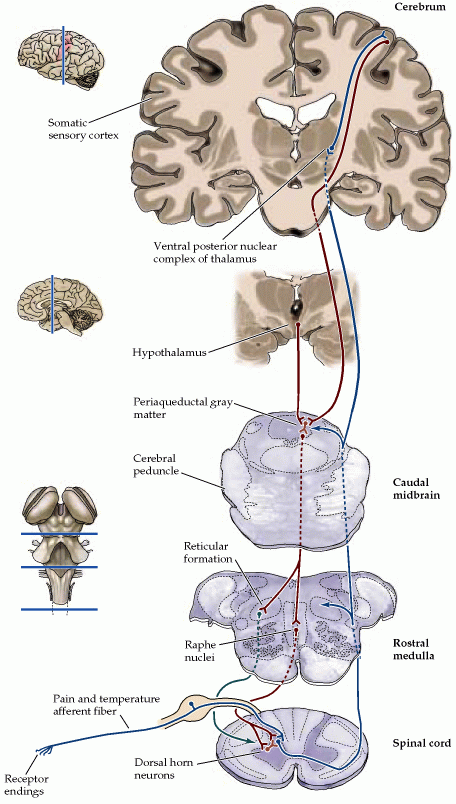 Cerebrum
Somatic
sensory cortex
Ventral posterior nuclear
complex of thalamus
Hypothalamus
Periaqueductal gray
matter
Cerebral
peduncle
Caudal
midbrain
Reticular
formation
Raphe
nuclei
Rostral
medulla
Pain and temperature
afferent fiber
Spinal cord
Dorsal horn
neurons
Receptor
endings